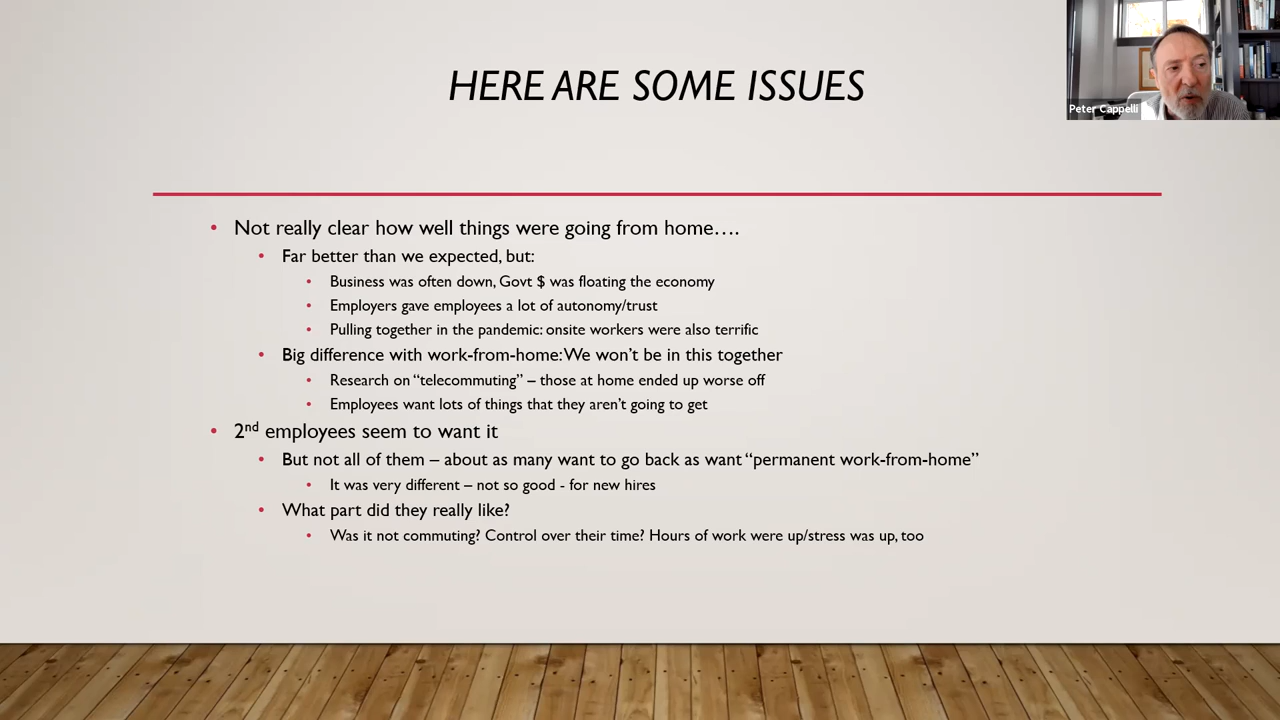 HERE ARE SOME ISSUES
Peter Cappelli
• Not really clear how well things were going from home….
• Far better than we expected, but:
• Business was often down, Govt $ was floating the economy
• Employers gave employees a lot of autonomy/trust
• Pulling together in the pandemic: onsite workers were also terrific
• Big difference with work-from-home: We won’t be in this together
• Research on “telecommuting” – those at home ended up worse off
• Employees want lots of things that they aren’t going to get
• 2nd employees seem to want it
• But not all of them – about as many want to go back as want “permanent work-from-home”
• It was very different – not so good - for new hires
• What part did they really like?
• Was it not commuting? Control over their time? Hours of work were up/stress was up, too